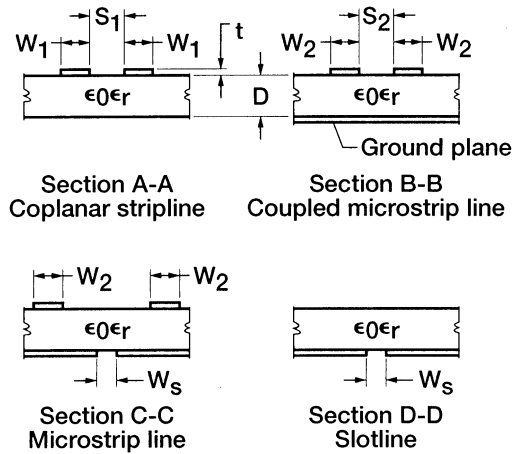 S1
W1 W1 t
ϵ0ϵr
D
Section A-A
Coplanar stripline
S2
W2 W2
ϵ0ϵr
Ground plane
Section B-B
Coupled microstrip line
W2 W2
ϵ0ϵr
Ws
Section C-C
Microstrip line
ϵ0ϵr
Ws
Section D-D
Slotline